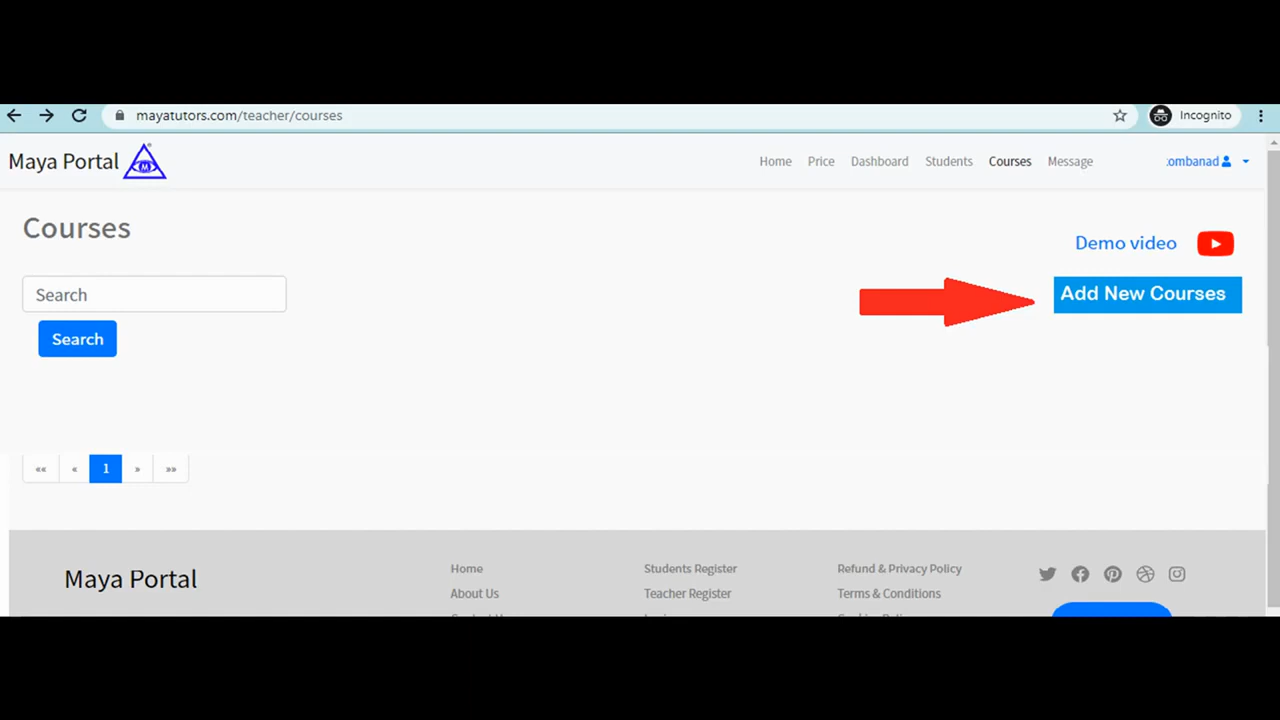 mayatutors.com/teacher/courses
Incognito
Maya Portal M
Home Price Dashboard Students Courses Message
ombanad
Courses
Demo video
Search
Add New Courses
Search
«« « 1 » »»
Maya Portal
Home
Students Register
Refund & Privacy Policy
About Us
Teacher Register
Terms & Conditions